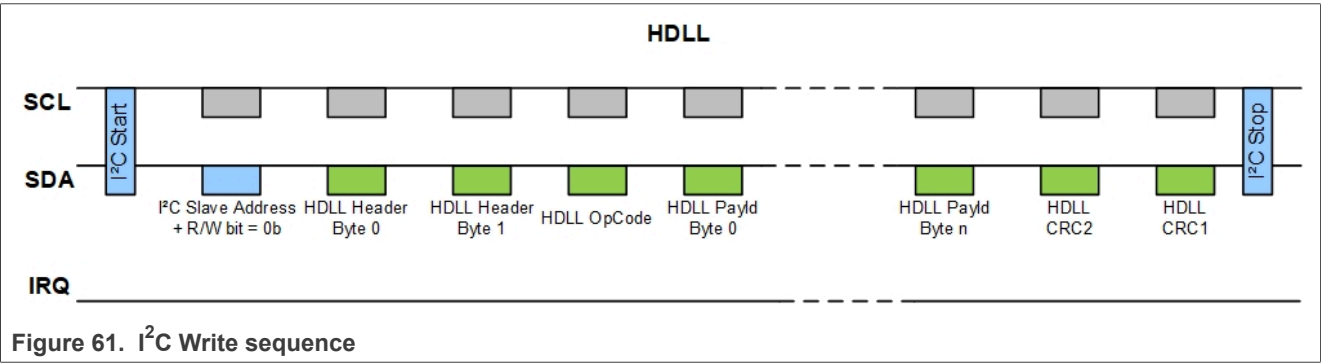 HDLL
SCL
I²C Start
I²C Stop
SDA
I²C Slave Address
+ R/W bit = 0b
HDLL Header
Byte 0
HDLL Header
Byte 1
HDLL OpCode
HDLL Payld
Byte 0
HDLL Payld
Byte n
HDLL
CRC2
HDLL
CRC1
IRQ
Figure 61. I²C Write sequence